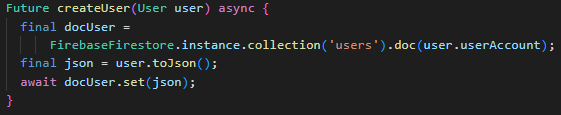 Future createUser(User user) async {
  final docUser =
      FirebaseFirestore.instance.collection('users').doc(user.userAccount);
  final json = user.toJson();
  await docUser.set(json);
}